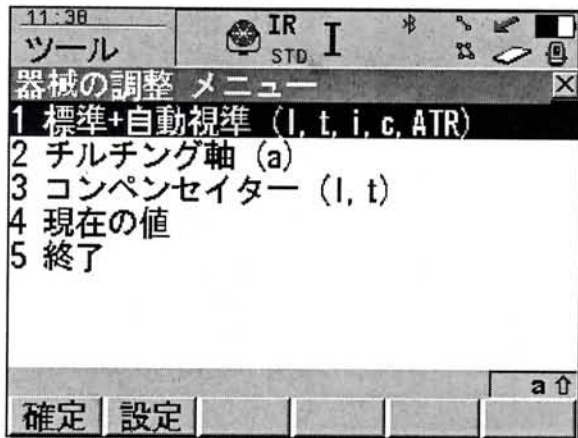 11:38
ツール
IR
STD
I
器械の調整 メニュー
1 標準+自動視準 (l, t, i, c, ATR)
2 チルチング軸 (a)
3 コンペンセイター (l, t)
4 現在の値
5 終了
a
確定 設定